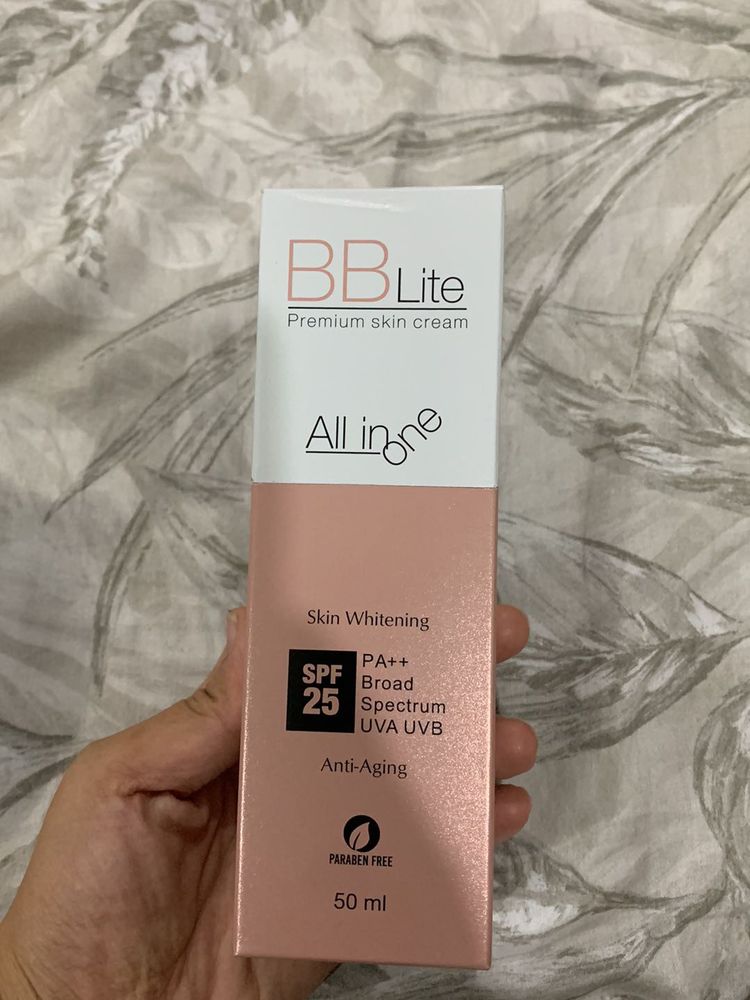 BB Lite
Premium skin cream
All in one
Skin Whitening
SPF
25
PA++
Broad
Spectrum
UVA UVB
Anti-Aging
PARABEN FREE
50 ml